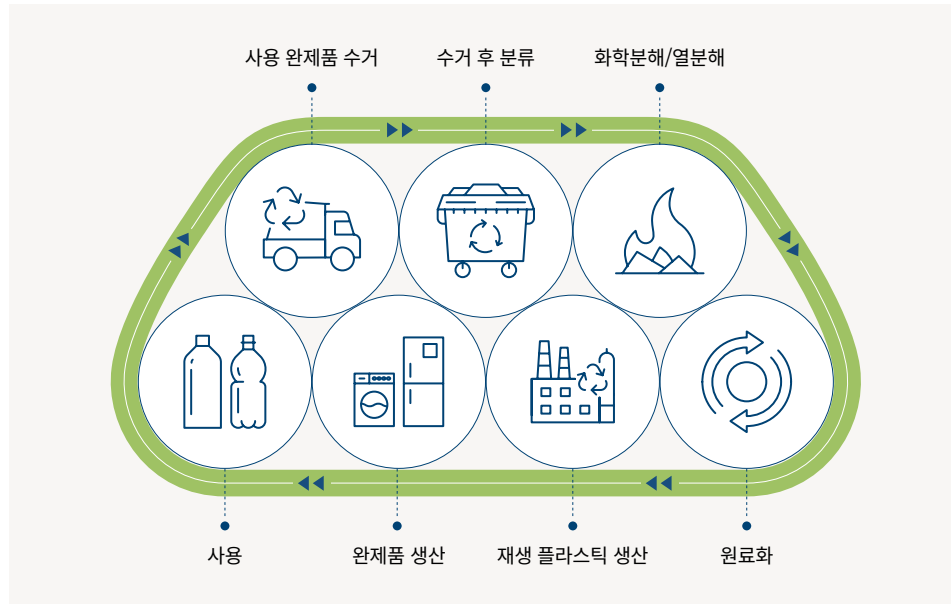 사용 완제품 수거
수거 후 분류
화학분해/열분해
사용
완제품 생산
재생 플라스틱 생산
원료화